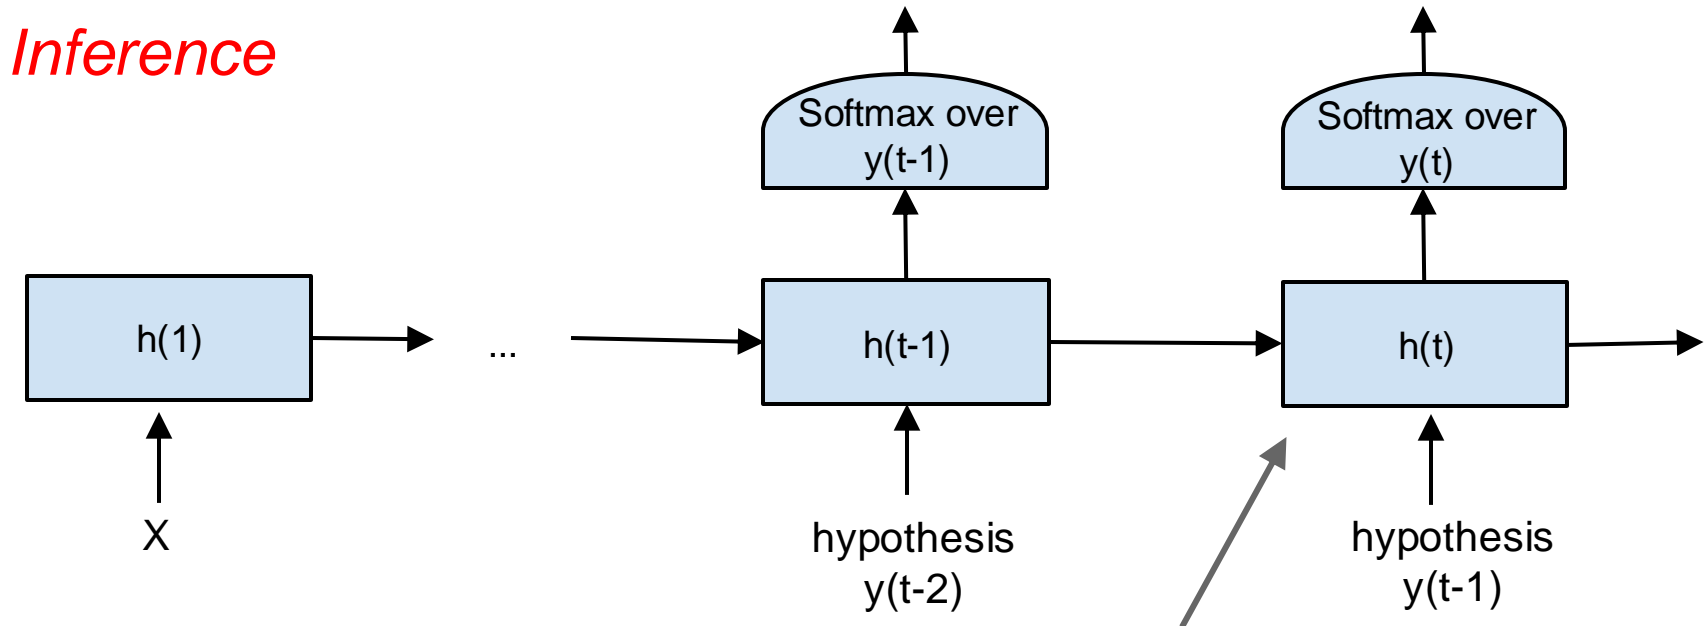 Inference
Softmax over
y(t-1)
Softmax over
y(t)
h(1)
...
h(t-1)
h(t)
X
hypothesis
y(t-2)
hypothesis
y(t-1)